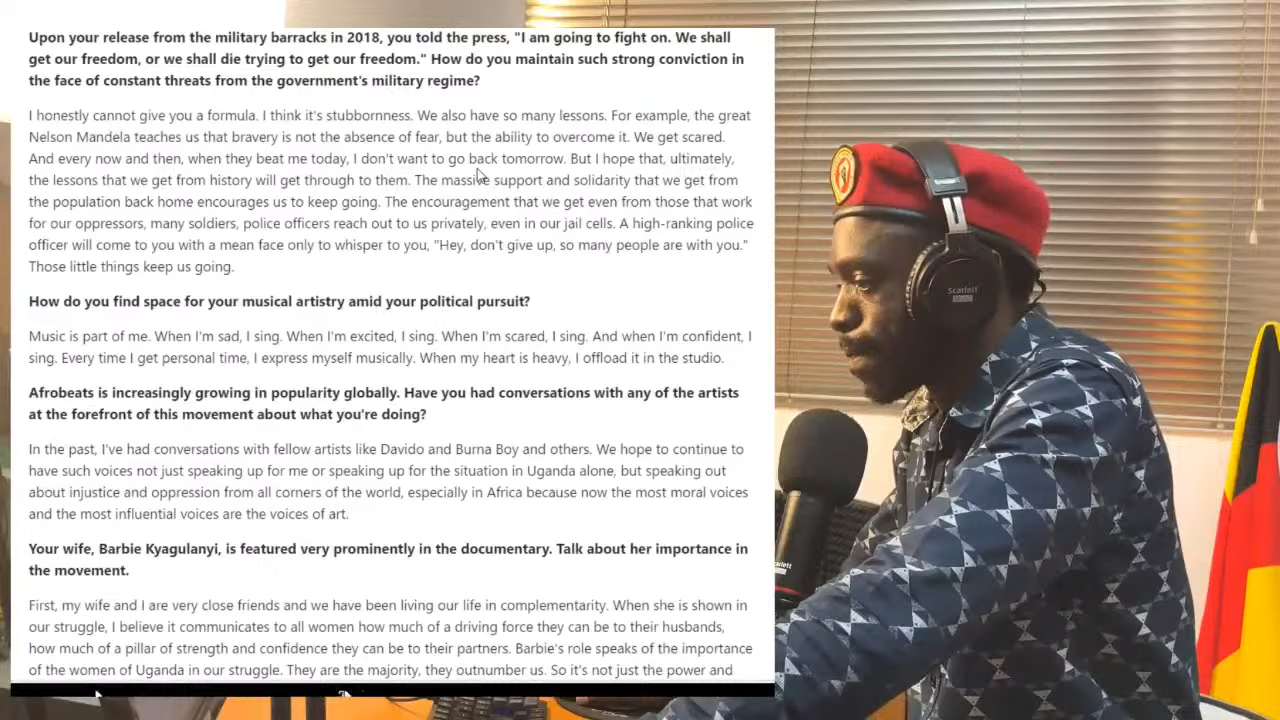 Upon your release from the military barracks in 2018, you told the press, "I am going to fight on. We shall
get our freedom, or we shall die trying to get our freedom." How do you maintain such strong conviction in
the face of constant threats from the government's military regime?
I honestly cannot give you a formula. I think it's stubbornness. We also have so many lessons. For example, the great
Nelson Mandela teaches us that bravery is not the absence of fear, but the ability to overcome it. We get scared.
And every now and then, when they beat me today, I don't want to go back tomorrow. But I hope that, ultimately,
the lessons that we get from history will get through to them. The massive support and solidarity that we get from
the population back home encourages us to keep going. The encouragement that we get even from those that work
for our oppressors, many soldiers, police officers reach out to us privately, even in our jail cells. A high-ranking police
officer will come to you with a mean face only to whisper to you, "Hey, don't give up, so many people are with you."
Those little things keep us going.
How do you find space for your musical artistry amid your political pursuit?
Music is part of me. When I'm sad, I sing. When I'm excited, I sing. When I'm scared, I sing. And when I'm confident, I
sing. Every time I get personal time, I express myself musically. When my heart is heavy, I offload it in the studio.
Afrobeats is increasingly growing in popularity globally. Have you had conversations with any of the artists
at the forefront of this movement about what you're doing?
In the past, I've had conversations with fellow artists like Davido and Burna Boy and others. We hope to continue to
have such voices not just speaking up for me or speaking up for the situation in Uganda alone, but speaking out
about injustice and oppression from all corners of the world, especially in Africa because now the most moral voices
and the most influential voices are the voices of art.
Your wife, Barbie Kyagulanyi, is featured very prominently in the documentary. Talk about her importance in
the movement.
First, my wife and I are very close friends and we have been living our life in complementarity. When she is shown in
our struggle, I believe it communicates to all women how much of a driving force they can be to their husbands,
how much of a pillar of strength and confidence they can be to their partners. Barbie's role speaks of the importance
of the women of Uganda in our struggle. They are the majority, they outnumber us. So it's not just the power and
Scarlett